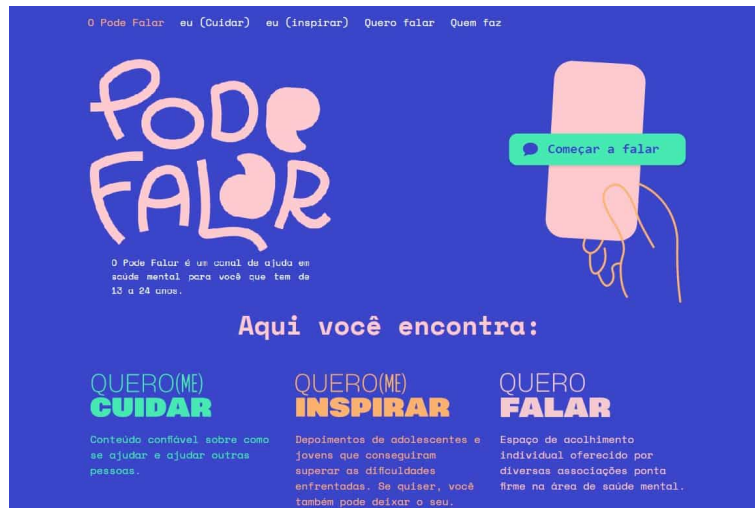 O Pode Falar eu (Cuidar) eu (inspirar) Quero falar Quem faz
PODE
FALAR
Começar a falar
O Pode Falar é um canal de ajuda em
saúde mental para você que tem de
13 a 24 anos.
Aqui você encontra:
QUERO(ME)
CUIDAR
Conteúdo confiável sobre como
se ajudar e ajudar outras
pessoas.
QUERO(ME)
INSPIRAR
Depoimentos de adolescentes e
jovens que conseguiram
superar as dificuldades
enfrentadas. Se quiser, você
também pode deixar o seu.
QUERO
FALAR
Espaço de acolhimento
individual oferecido por
diversas associações ponta
firme na área de saúde mental.